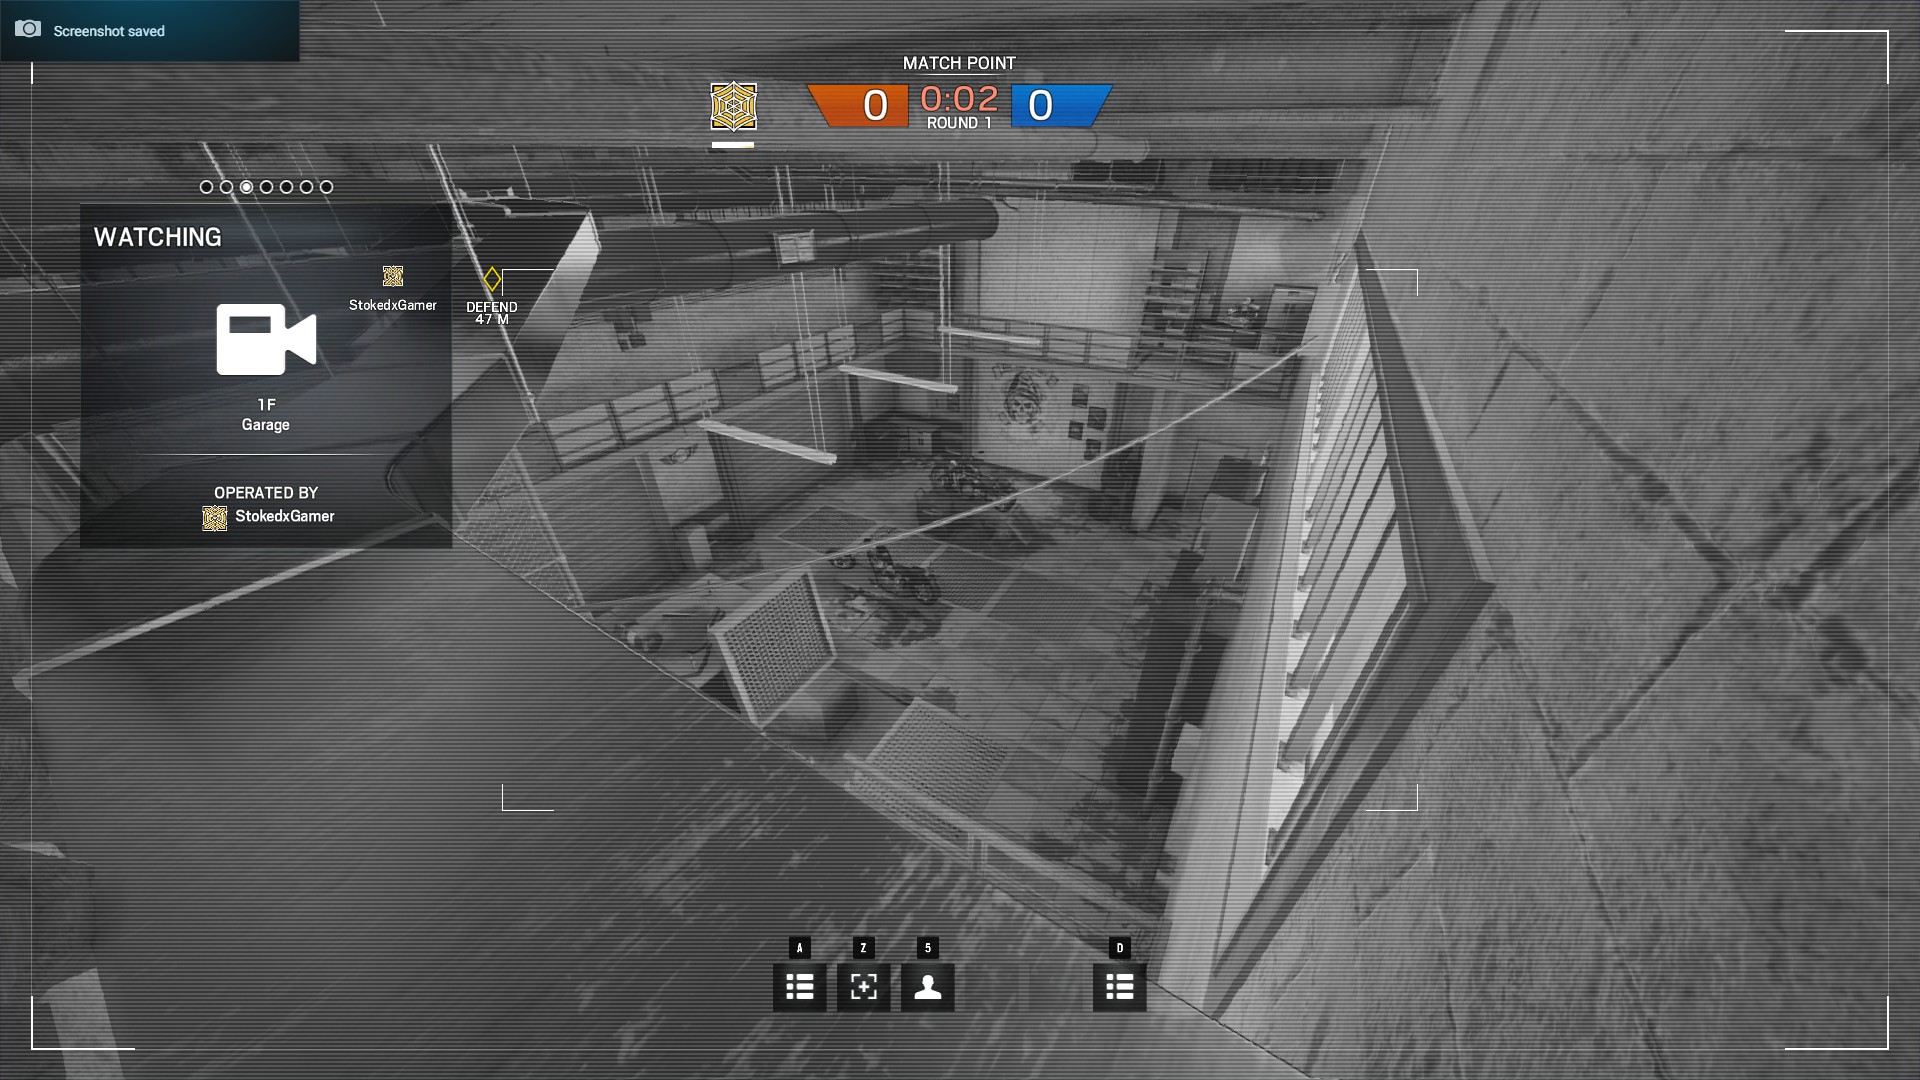 Screenshot saved
MATCH POINT
0
0:02
0
ROUND 1
WATCHING
StokedxGamer
DEFEND
47 M
1F
Garage
OPERATED BY
StokedxGamer
A
Z
5
D